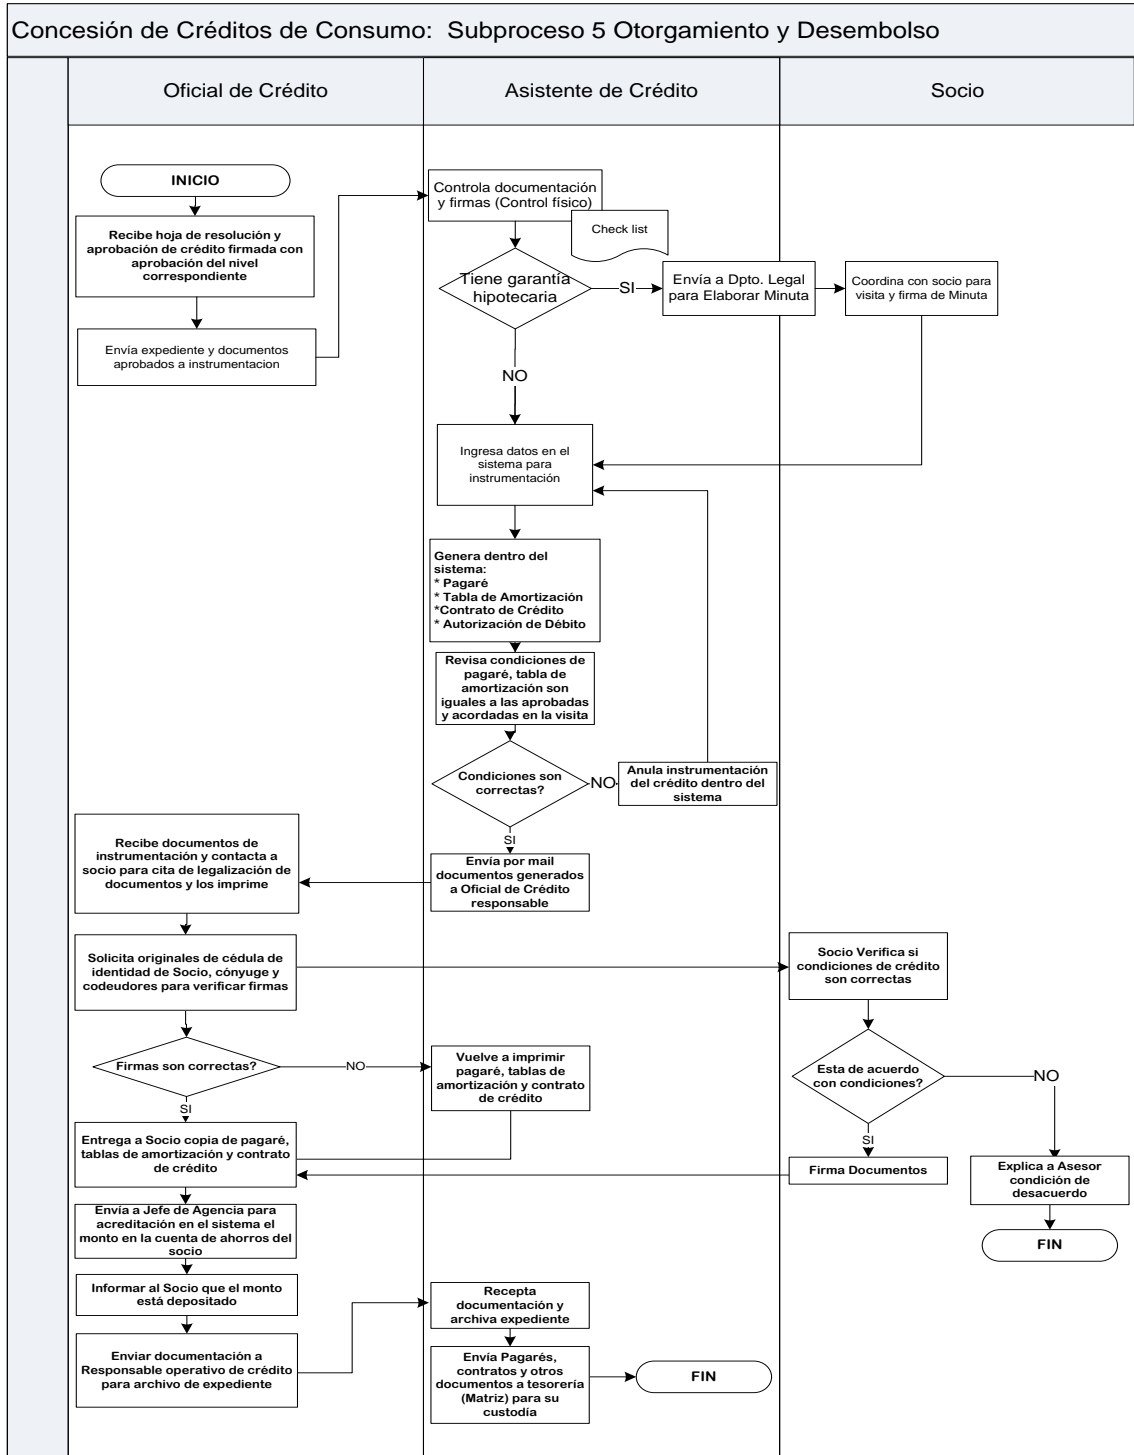 Concesión de Créditos de Consumo:  Subproceso 5 Otorgamiento y Desembolso
Oficial de Crédito
Asistente de Crédito
Socio
INICIO
Recibe hoja de resolución y
aprobación de crédito firmada con
aprobación del nivel
correspondiente
Envía expediente y documentos
aprobados a instrumentacion
Controla documentación
y firmas (Control físico)
Check list
Tiene garantía
hipotecaria
SI
Envía a Dpto. Legal
para Elaborar Minuta
Coordina con socio para
visita y firma de Minuta
NO
Ingresa datos en el
sistema para
instrumentación
Genera dentro del
sistema:
* Pagaré
* Tabla de Amortización
*Contrato de Crédito
* Autorización de Débito
Revisa condiciones de
pagaré, tabla de
amortización son
iguales a las aprobadas
y acordadas en la visita
Condiciones son
correctas?
NO
Anula instrumentación
del crédito dentro del
sistema
SI
Envía por mail
documentos generados
a Oficial de Crédito
responsable
Recibe documentos de
instrumentación y contacta a
socio para cita de legalización de
documentos y los imprime
Solicita originales de cédula de
identidad de Socio, cónyuge y
codeudores para verificar firmas
Socio Verifica si
condiciones de crédito
son correctas
Firmas son correctas?
NO
Vuelve a imprimir
pagaré, tablas de
amortización y contrato
de crédito
Esta de acuerdo
con condiciones?
NO
SI
SI
Entrega a Socio copia de pagaré,
tablas de amortización y contrato
de crédito
Firma Documentos
Explica a Asesor
condición de
desacuerdo
FIN
Envía a Jefe de Agencia para
acreditación en el sistema el
monto en la cuenta de ahorros del
socio
Informar al Socio que el monto
está depositado
Enviar documentación a
Responsable operativo de crédito
para archivo de expediente
Recepta
documentación y
archiva expediente
Envía Pagarés,
contratos y otros
documentos a tesorería
(Matriz) para su
custodía
FIN